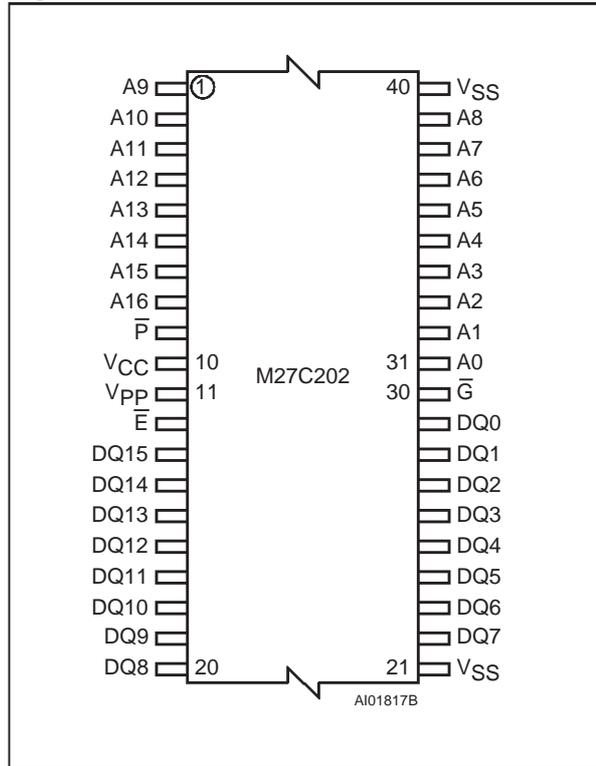 A9 1 40 VSS
A10 A8
A11 A7
A12 A6
A13 A5
A14 A4
A15 A3
A16 A2
P̅ A1
VCC 10 31 A0
M27C202
VPP 11 30 G̅
E̅ DQ0
DQ15 DQ1
DQ14 DQ2
DQ13 DQ3
DQ12 DQ4
DQ11 DQ5
DQ10 DQ6
DQ9 DQ7
DQ8 20 21 VSS
AI01817B